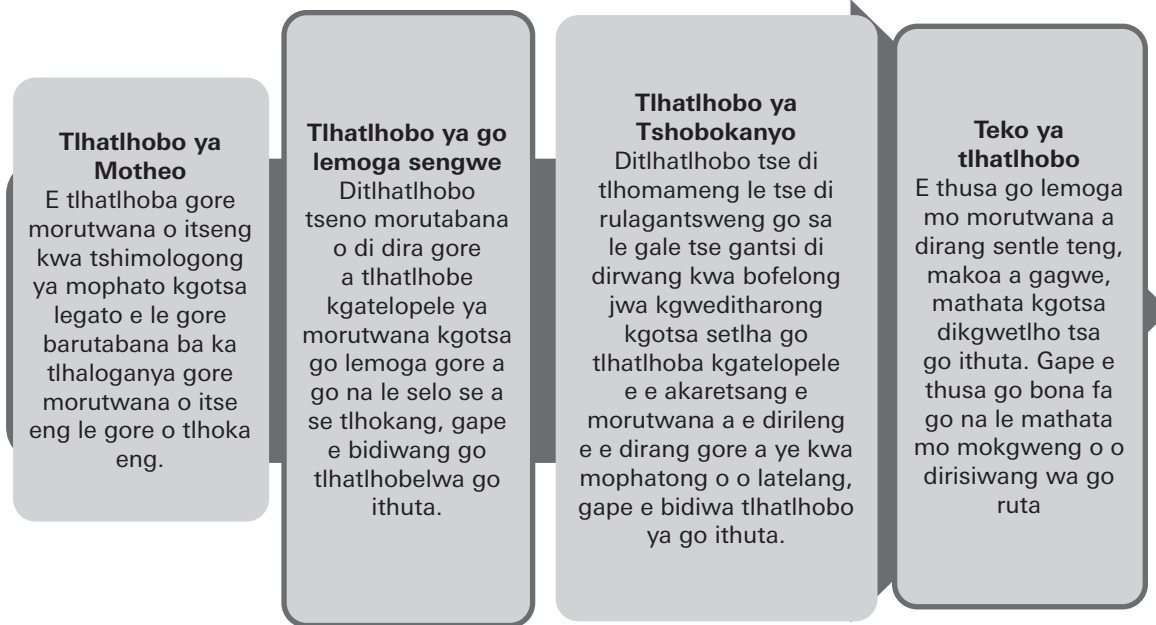 Tlhatlhobo ya
Motheo
E tlhatlhoba gore
morutwana o itseng
kwa tshimologong
ya mophato kgotsa
legato e le gore
barutabana ba ka
tlhaloganya gore
morutwana o itse
eng le gore o tlhoka
eng.
Tlhatlhobo ya go
lemoga sengwe
Ditlhatlhobo
tseno morutabana
o di dira gore
a tlhatlhobe
kgatelopele ya
morutwana kgotsa
go lemoga gore a
go na le selo se a
se tlhokang, gape
e bidiwang go
tlhatlhobelwa go
ithuta.
Tlhatlhobo ya
Tshobokanyo
Ditlhatlhobo tse di
tlhomameng le tse di
rulagantsweng go sa
le gale tse gantsi di
dirwang kwa bofelong
jwa kgweditharong
kgotsa setlha go
tlhatlhoba kgatelopele
e e akaretsang e
morutwana a e dirileng
e e dirang gore a ye kwa
mophatong o o latelang,
gape e bidiwa tlhatlhobo
ya go ithuta.
Teko ya
tlhatlhobo
E thusa go lemoga
mo morutwana a
dirang sentle teng,
makoa a gagwe,
mathata kgotsa
dikgwetlho tsa
go ithuta. Gape e
thusa go bona fa
go na le mathata
mo mokgweng o o
dirisiwang wa go
ruta